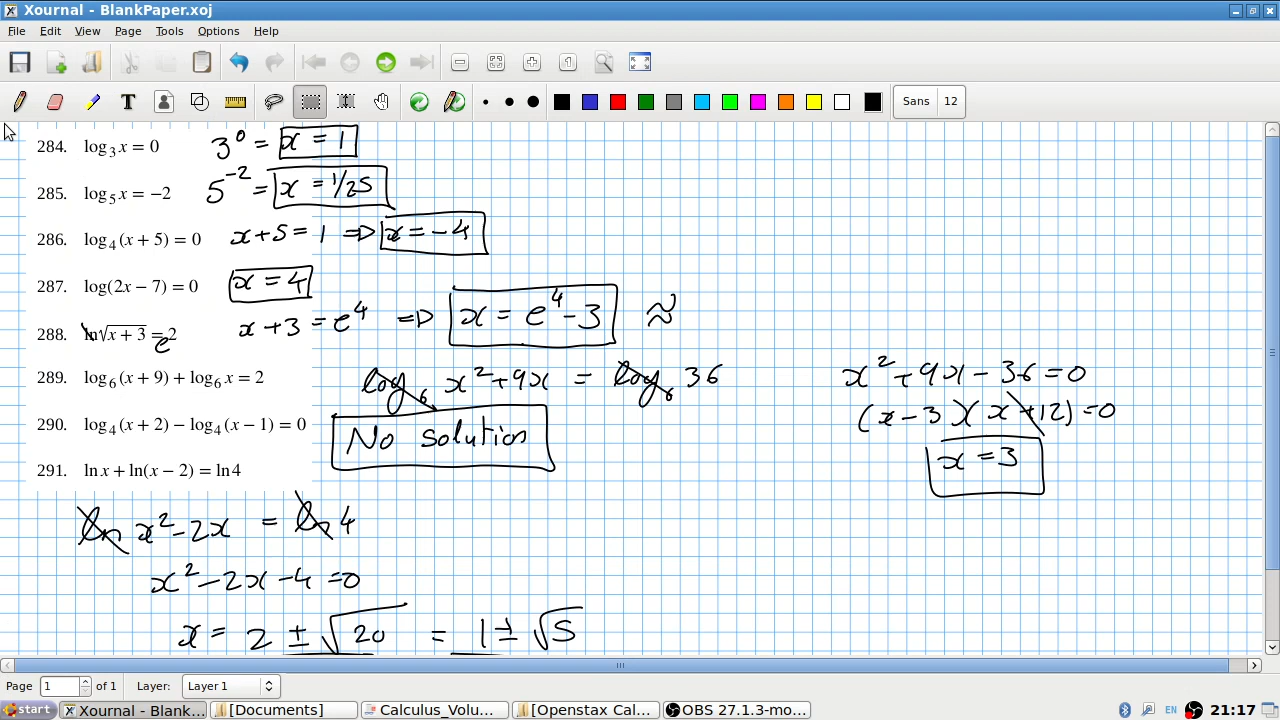 Xournal - BlankPaper.xoj
File Edit View Page Tools Options Help
Sans 12
284. log₃ x = 0 3⁰ = x = 1
285. log₅ x = −2 5⁻² = x = 1/25
286. log₄ (x + 5) = 0 x+5 = 1 ⇒ x = −4
287. log(2x − 7) = 0 x = 4
288. ln√(x + 3) = 2 e x+3 = e⁴ ⇒ x = e⁴−3 ≈
289. log₆ (x + 9) + log₆ x = 2 log₆ x²+9x = log₆ 36 x²+9x−36=0
(x−3)(x+12)=0
290. log₄ (x + 2) − log₄ (x − 1) = 0 No solution
x = 3
291. ln x + ln(x − 2) = ln 4
ln x²−2x = ln 4
x²−2x−4=0
x = 2 ± √20 = 1 ± √5
Page 1 of 1 Layer: Layer 1
start Xournal - Blank... [Documents] Calculus_Volu... [Openstax Cal... OBS 27.1.3-mo... EN 21:17